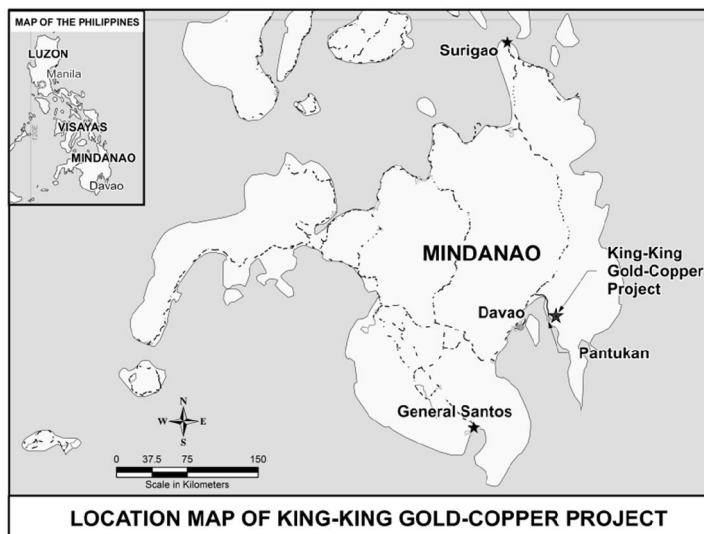 MAP OF THE PHILIPPINES
LUZON
Manila
120E
VISAYAS
MINDANAO
Davao
Surigao
MINDANAO
King-King
Gold-Copper
Project
Davao
Pantukan
General Santos
N
W E
S
0 37.5 75 150
Scale in Kilometers
LOCATION MAP OF KING-KING GOLD-COPPER PROJECT